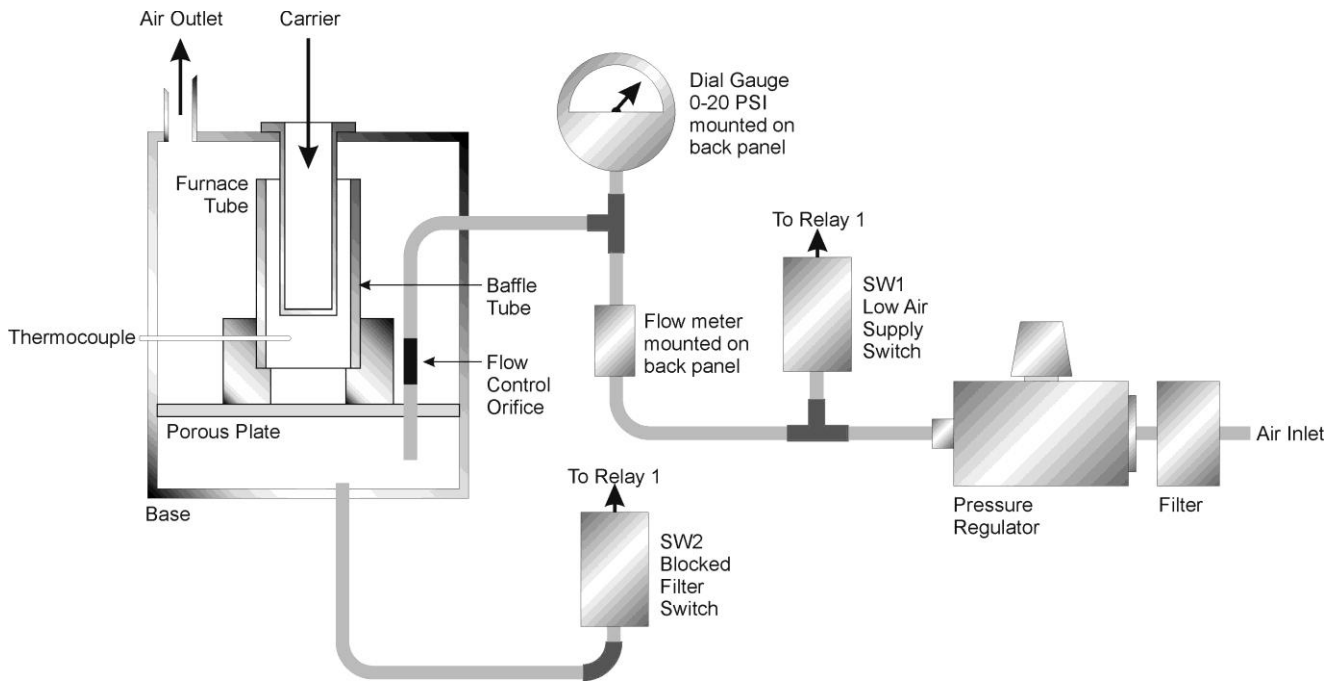 Air Outlet
Carrier
Furnace
Tube
Dial Gauge
0-20 PSI
mounted on
back panel
To Relay 1
SW1
Low Air
Supply
Switch
Baffle
Tube
Thermocouple
Flow meter
mounted on
back panel
Flow
Control
Orifice
Porous Plate
Air Inlet
Base
To Relay 1
Pressure
Regulator
Filter
SW2
Blocked
Filter
Switch